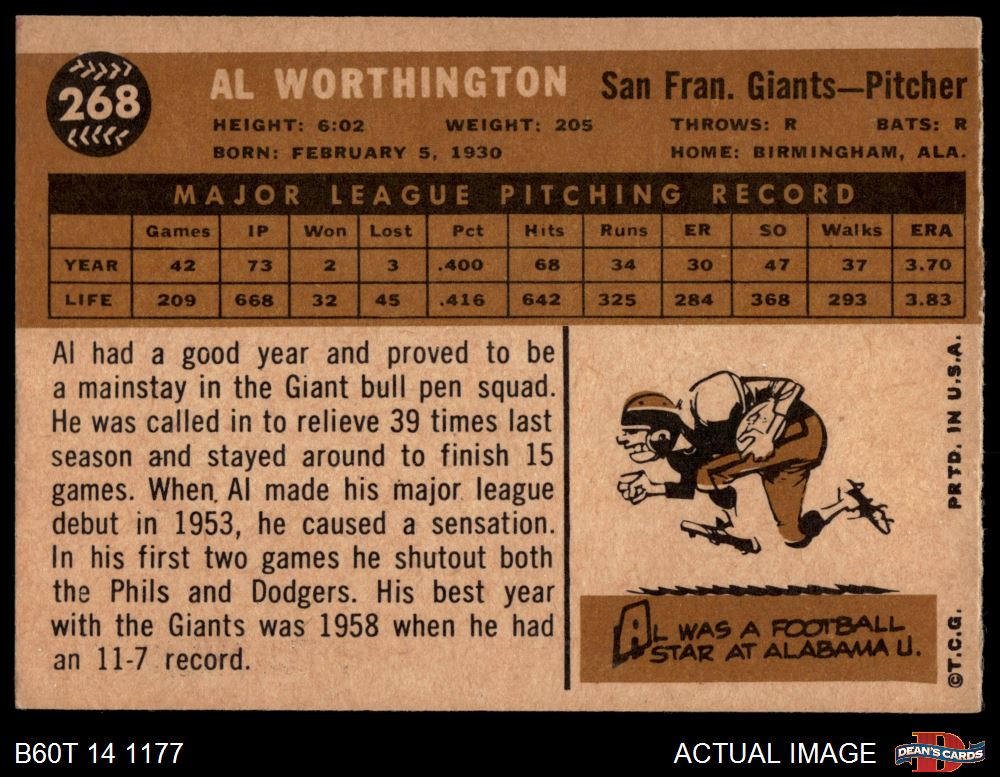 268
AL WORTHINGTON San Fran. Giants—Pitcher
HEIGHT: 6:02 WEIGHT: 205 THROWS: R BATS: R
BORN: FEBRUARY 5, 1930 HOME: BIRMINGHAM, ALA.
MAJOR LEAGUE PITCHING RECORD
Games IP Won Lost Pct Hits Runs ER SO Walks ERA
YEAR 42 73 2 3 .400 68 34 30 47 37 3.70
LIFE 209 668 32 45 .416 642 325 284 368 293 3.83
Al had a good year and proved to be
a mainstay in the Giant bull pen squad.
He was called in to relieve 39 times last
season and stayed around to finish 15
games. When Al made his major league
debut in 1953, he caused a sensation.
In his first two games he shutout both
the Phils and Dodgers. His best year
with the Giants was 1958 when he had
an 11-7 record.
AL WAS A FOOTBALL
STAR AT ALABAMA U.
©T.C.G. PRTD. IN U.S.A.
B60T 14 1177 ACTUAL IMAGE DEAN'S CARDS